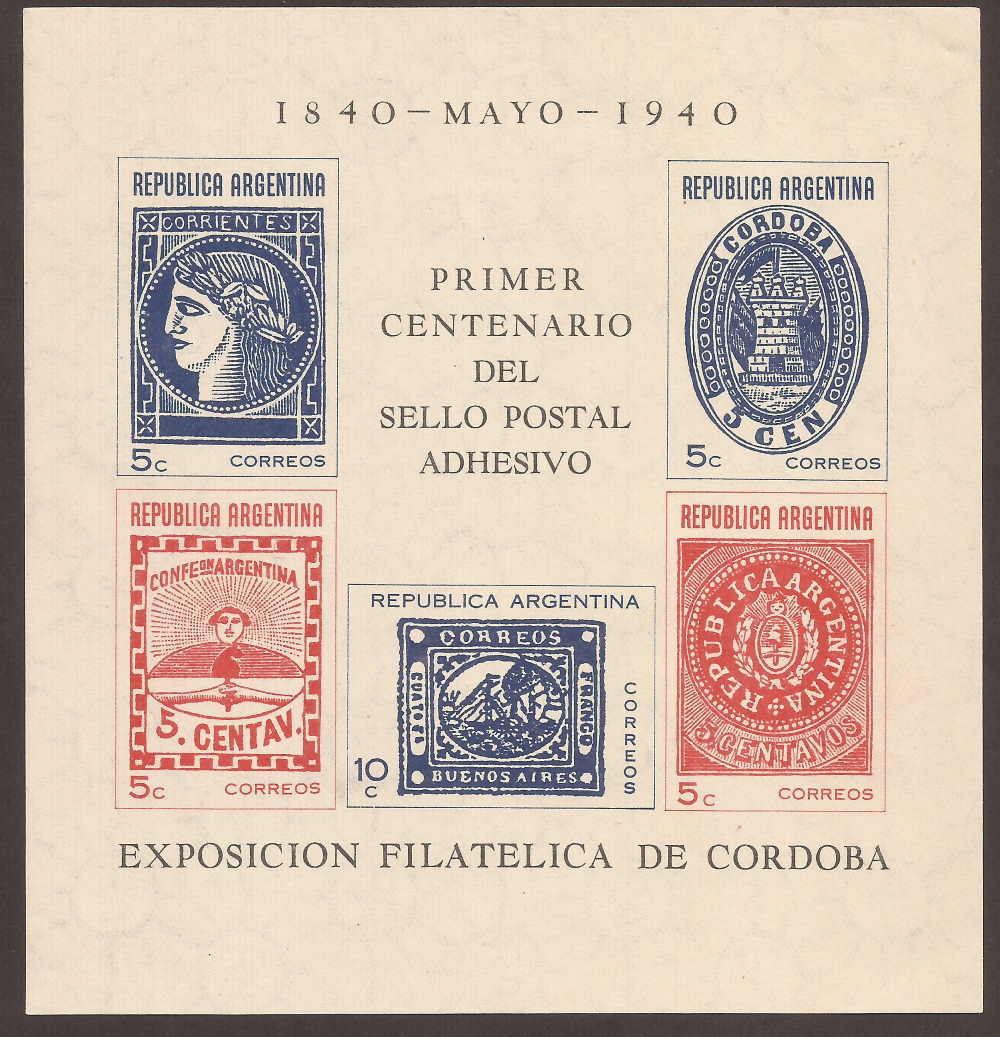 1840 – MAYO – 1940
REPUBLICA ARGENTINA
CORRIENTES
5c CORREOS
PRIMER
CENTENARIO
DEL
SELLO POSTAL
ADHESIVO
REPUBLICA ARGENTINA
CORDOBA
5 CEN
5c CORREOS
REPUBLICA ARGENTINA
CONFEON ARGENTINA
5. CENTAV.
5c CORREOS
REPUBLICA ARGENTINA
CORREOS
FRANCO
BUENOS AIRES
10c
CORREOS
REPUBLICA ARGENTINA
REPUBLICA ARGENTINA
5 CENTAVOS
5c CORREOS
EXPOSICION FILATELICA DE CORDOBA